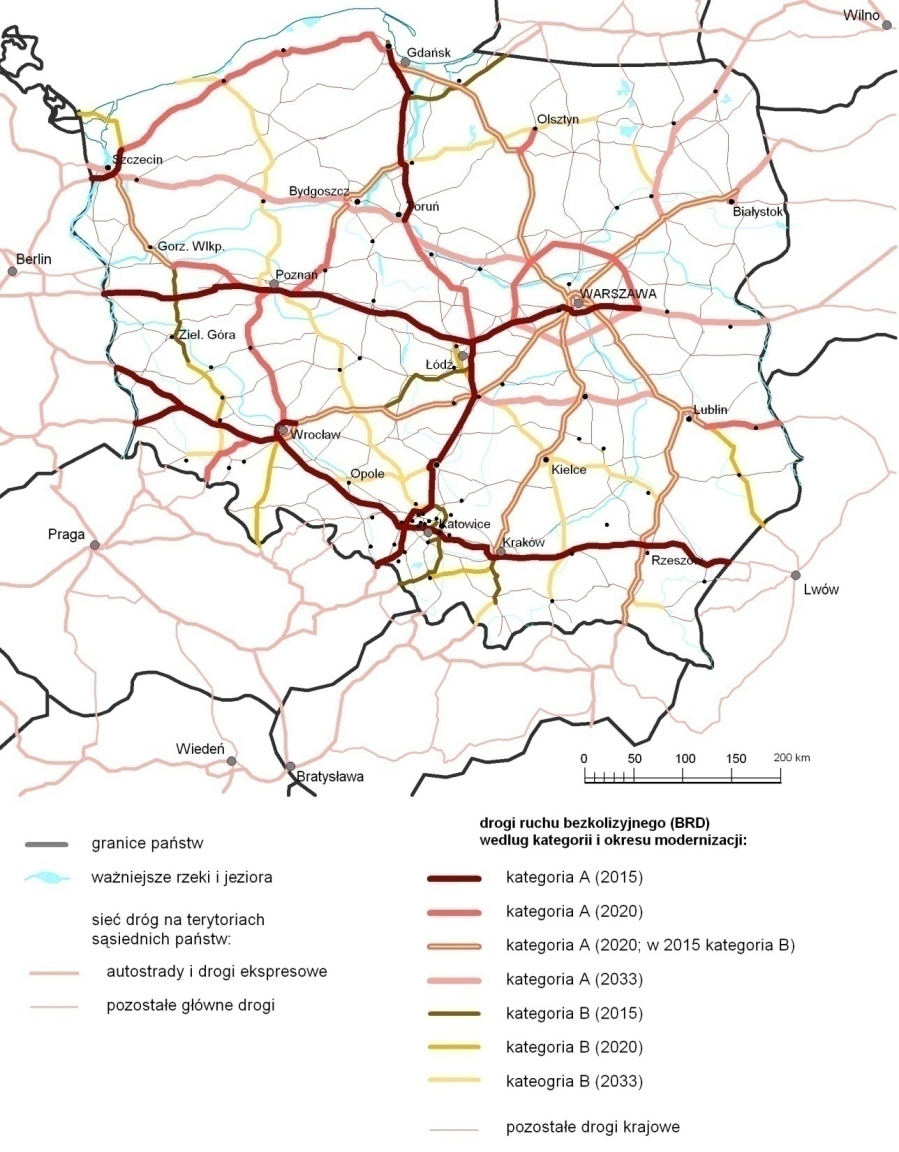 Wilno
Gdańsk
Olsztyn
Szczecin
Bydgoszcz
Toruń
Białystok
Gorz. Wlkp.
Berlin
Poznań
WARSZAWA
Ziel. Góra
Łódź
Lublin
Wrocław
Opole
Kielce
Katowice
Praga
Kraków
Rzeszów
Lwów
Wiedeń
Bratysława
0 50 100 150 200 km
drogi ruchu bezkolizyjnego (BRD)
wedlug kategorii i okresu modernizacji:
granice państw
ważniejsze rzeki i jeziora
sieć dróg na terytoriach
sąsiednich państw:
autostrady i drogi ekspresowe
pozostałe główne drogi
kategoria A (2015)
kategoria A (2020)
kategoria A (2020; w 2015 kategoria B)
kategoria A (2033)
kategoria B (2015)
kategoria B (2020)
kateogria B (2033)
pozostałe drogi krajowe